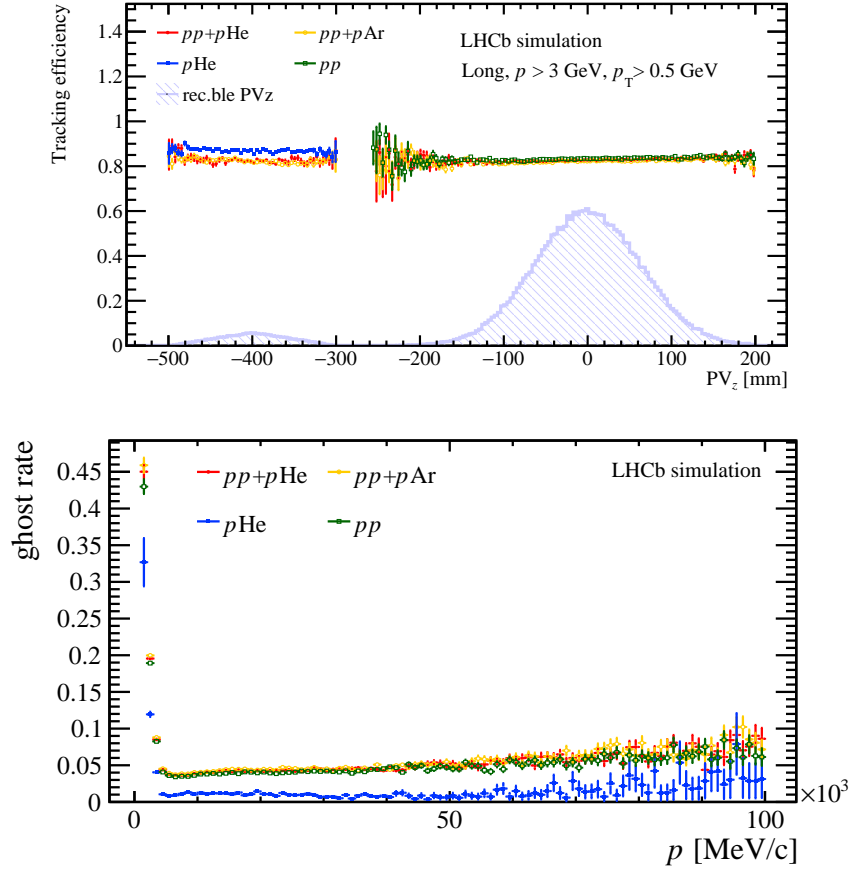 Tracking efficiency
1.4
1.2
1
0.8
0.6
0.4
0.2
0
pp+pHe
pp+pAr
pHe
pp
rec.ble PVz
LHCb simulation
Long, p > 3 GeV, p_T > 0.5 GeV
−500 −400 −300 −200 −100 0 100 200
PV_z [mm]
ghost rate
0.45
0.4
0.35
0.3
0.25
0.2
0.15
0.1
0.05
0
pp+pHe
pp+pAr
pHe
pp
LHCb simulation
0 50 100
×10³
p [MeV/c]